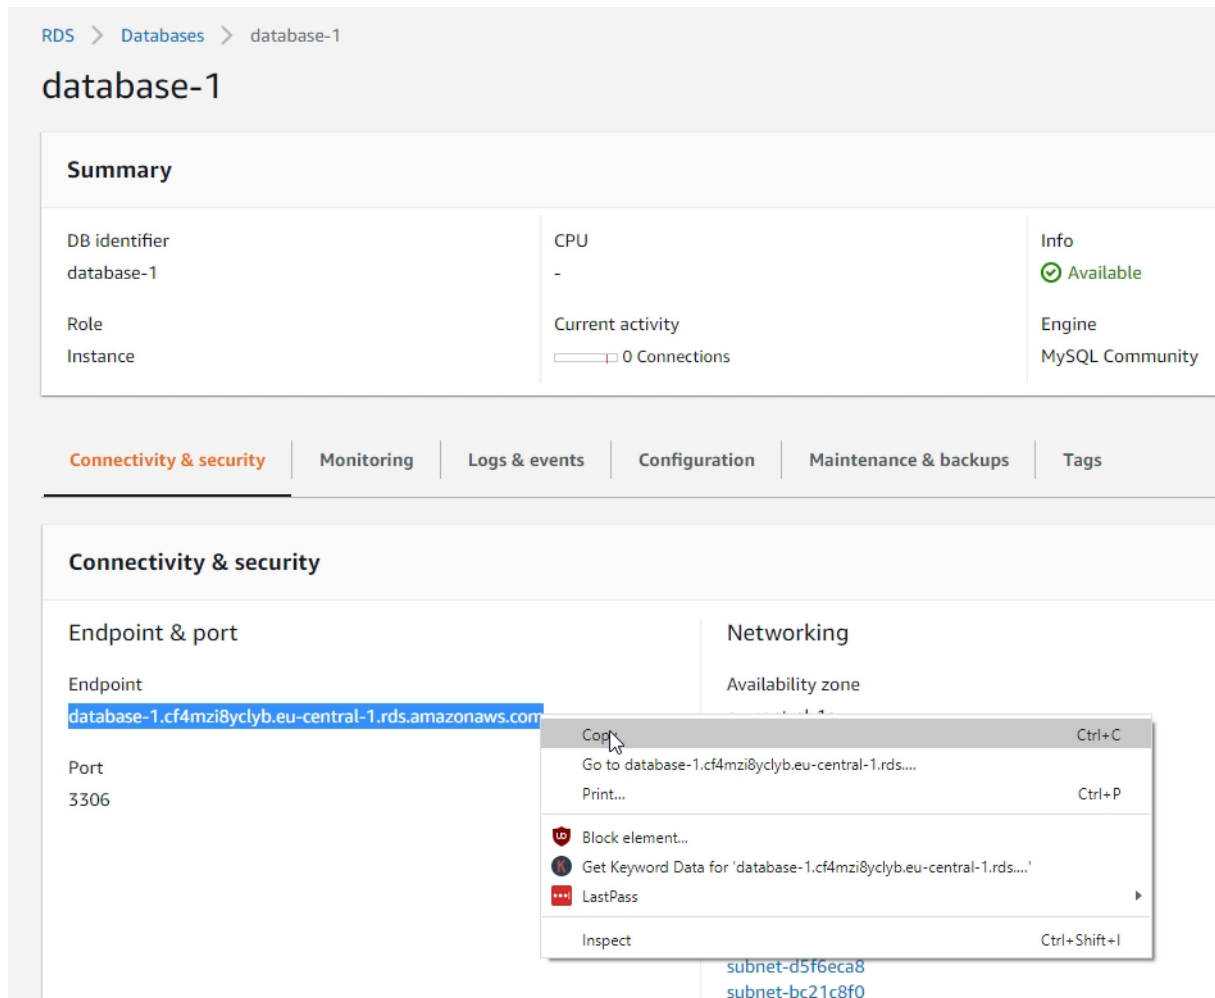 RDS > Databases > database-1
database-1
Summary
DB identifier
database-1
CPU
-
Info
Available
Role
Instance
Current activity
0 Connections
Engine
MySQL Community
Connectivity & security
Monitoring
Logs & events
Configuration
Maintenance & backups
Tags
Connectivity & security
Endpoint & port
Endpoint
database-1.cf4mzi8yclyb.eu-central-1.rds.amazonaws.com
Port
3306
Networking
Availability zone
Copy Ctrl+C
Go to database-1.cf4mzi8yclyb.eu-central-1.rds....
Print... Ctrl+P
Block element...
Get Keyword Data for 'database-1.cf4mzi8yclyb.eu-central-1.rds....'
LastPass
Inspect Ctrl+Shift+I
subnet-d5f6eca8
subnet-bc21c8f0